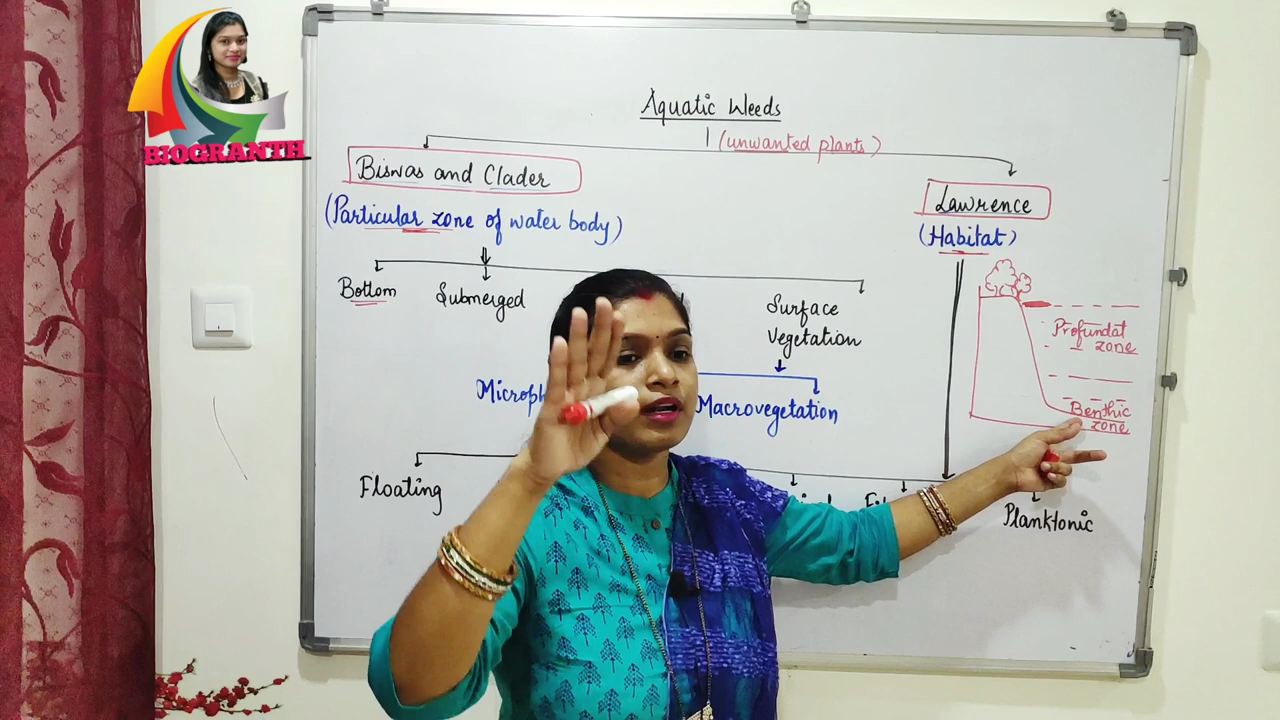 BIOGRANTH
Aquatic Weeds
(unwanted plants)
Biswas and Clader
(Particular zone of water body)
Bottom
Submerged
Surface
Vegetation
Macrovegetation
Floating
Lawrence
(Habitat)
Profundat
zone
Benthic
zone
Planktonic